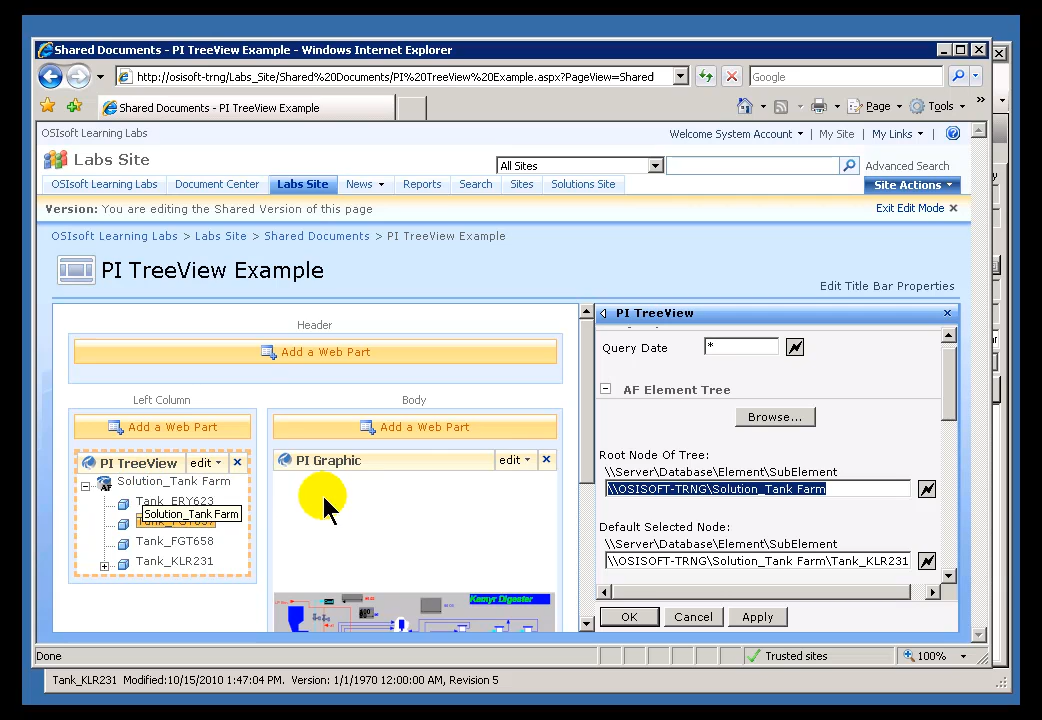 Shared Documents - PI TreeView Example - Windows Internet Explorer
http://osisoft-trng/Labs_Site/Shared%20Documents/PI%20TreeView%20Example.aspx?PageView=Shared
Google
Shared Documents - PI TreeView Example
Page
Tools
»
OSIsoft Learning Labs
Welcome System Account
My Site
My Links
Labs Site
All Sites
Advanced Search
OSIsoft Learning Labs
Document Center
Labs Site
News
Reports
Search
Sites
Solutions Site
Site Actions
Version: You are editing the Shared Version of this page
Exit Edit Mode
OSIsoft Learning Labs > Labs Site > Shared Documents > PI TreeView Example
PI TreeView Example
Edit Title Bar Properties
Header
Add a Web Part
Left Column
Add a Web Part
PI TreeView
edit
Solution_Tank Farm
Tank_ERY623
Solution_Tank Farm
Tank_FGT658
Tank_KLR231
Body
Add a Web Part
PI Graphic
edit
Kamyr Digester
PI TreeView
Query Date
*
AF Element Tree
Browse...
Root Node Of Tree:
\\Server\Database\Element\SubElement
\\OSISOFT-TRNG\Solution_Tank Farm
Default Selected Node:
\\Server\Database\Element\SubElement
\\OSISOFT-TRNG\Solution_Tank Farm\Tank_KLR231
OK
Cancel
Apply
Done
Trusted sites
100%
Tank_KLR231 Modified:10/15/2010 1:47:04 PM. Version: 1/1/1970 12:00:00 AM, Revision 5